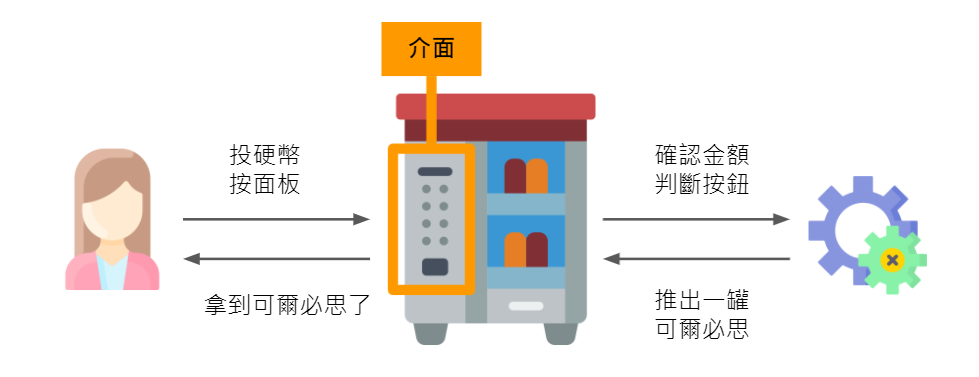 介面
投硬幣
按面板
確認金額
判斷按鈕
拿到可爾必思了
推出一罐
可爾必思